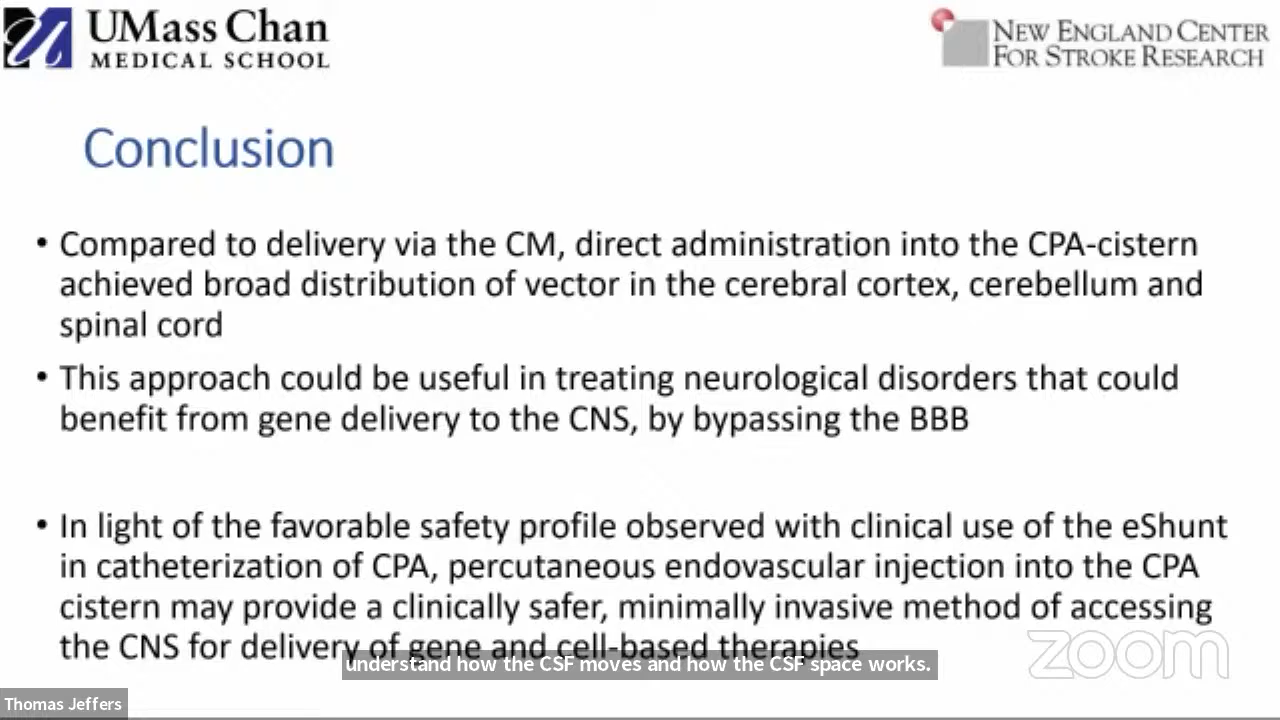 UMass Chan
MEDICAL SCHOOL
NEW ENGLAND CENTER
FOR STROKE RESEARCH
Conclusion
• Compared to delivery via the CM, direct administration into the CPA-cistern
achieved broad distribution of vector in the cerebral cortex, cerebellum and
spinal cord
• This approach could be useful in treating neurological disorders that could
benefit from gene delivery to the CNS, by bypassing the BBB
• In light of the favorable safety profile observed with clinical use of the eShunt
in catheterization of CPA, percutaneous endovascular injection into the CPA
cistern may provide a clinically safer, minimally invasive method of accessing
the CNS for delivery of gene and cell-based therapies
understand how the CSF moves and how the CSF space works.
zoom
Thomas Jeffers